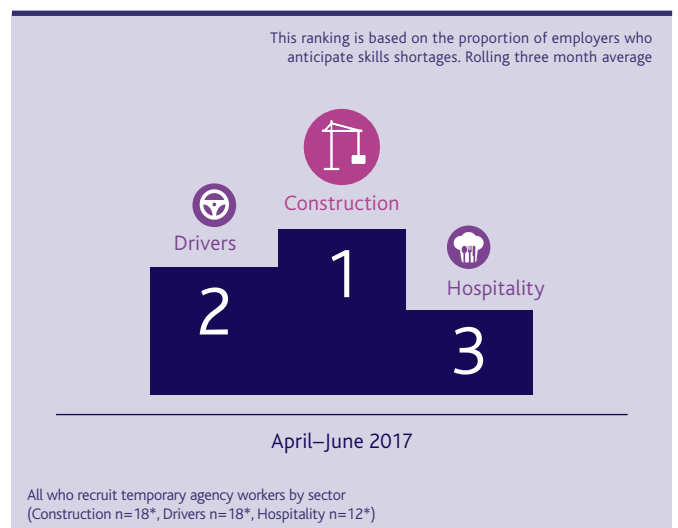 This ranking is based on the proportion of employers who
anticipate skills shortages. Rolling three month average
Construction
Drivers
1
Hospitality
2
3
April–June 2017
All who recruit temporary agency workers by sector
(Construction n=18*, Drivers n=18*, Hospitality n=12*)